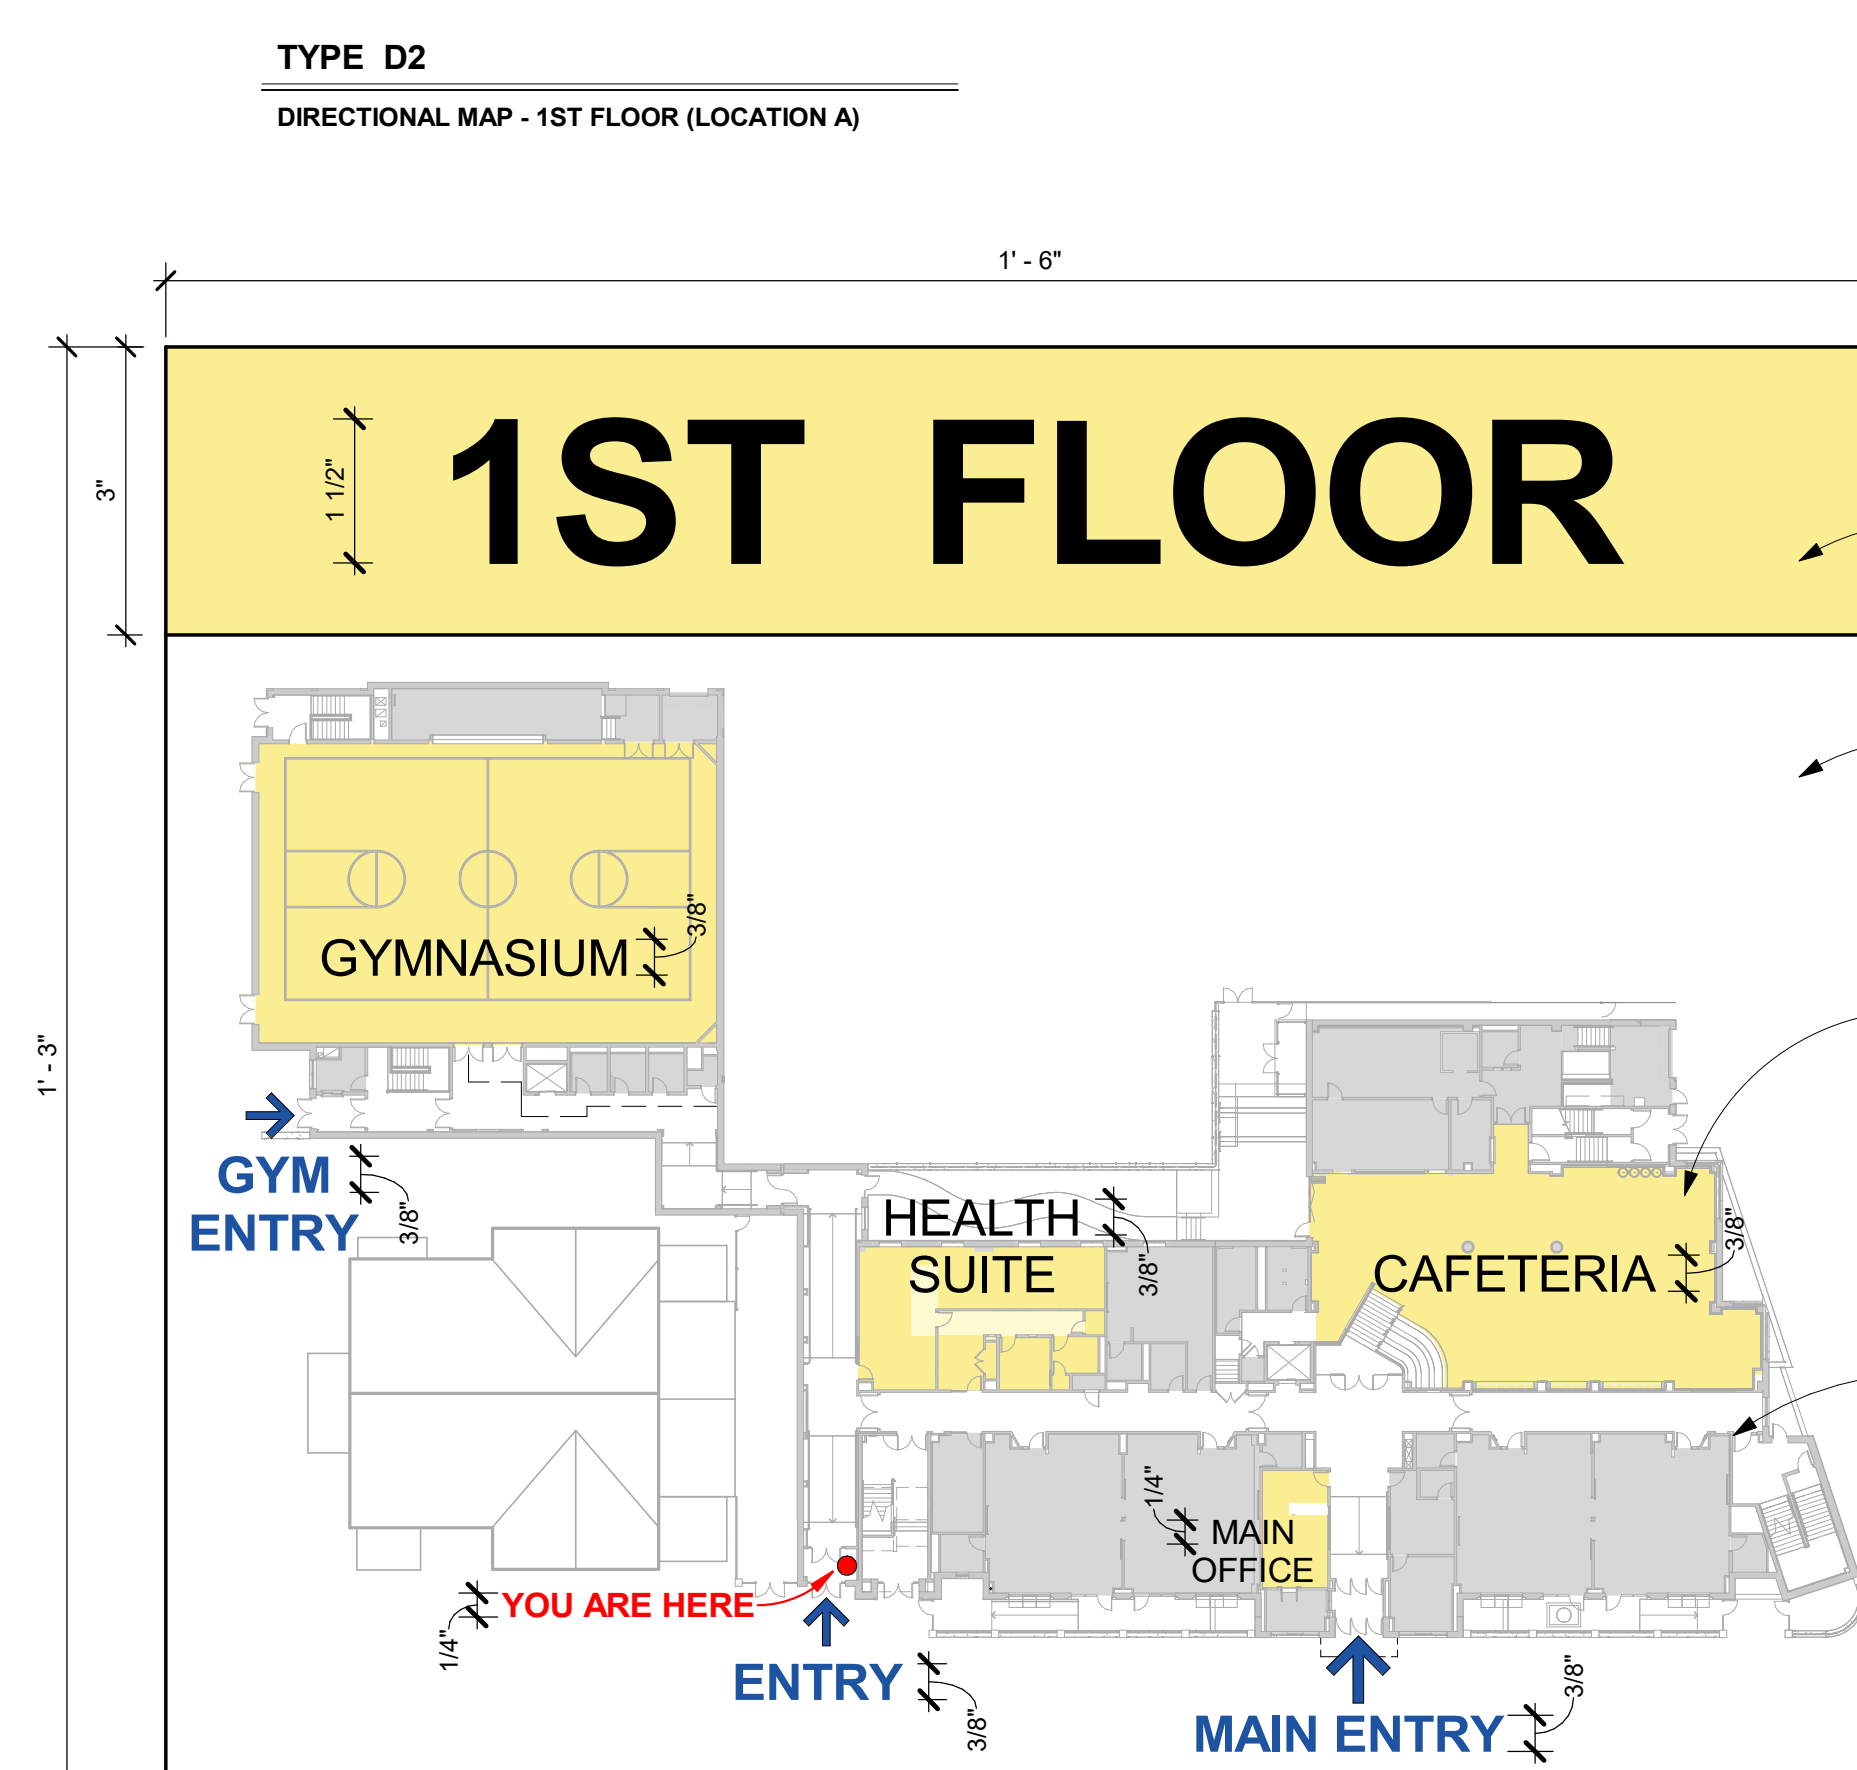 TYPE D2
DIRECTIONAL MAP - 1ST FLOOR (LOCATION A)
1' - 6"
3"
1 1/2"
1ST FLOOR
1' - 3"
GYMNASIUM
3/8"
GYM
ENTRY
3/8"
HEALTH
SUITE
3/8"
CAFETERIA
3/8"
1/4"
MAIN
OFFICE
YOU ARE HERE
1/4"
ENTRY
3/8"
MAIN ENTRY
3/8"